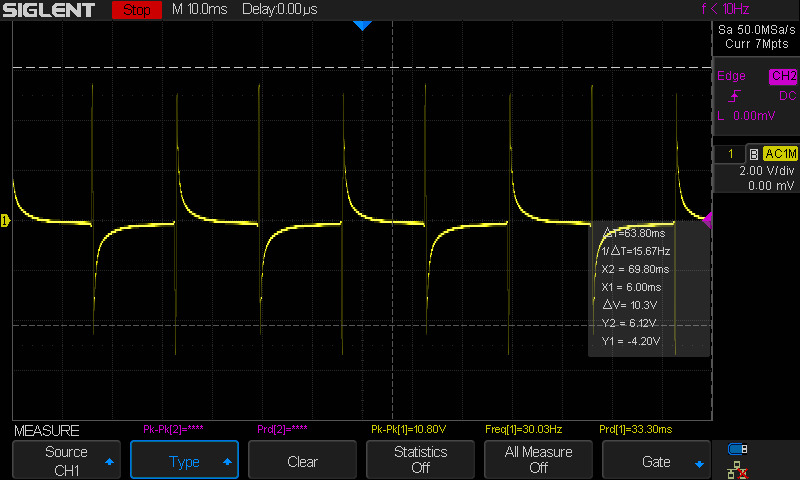 SIGLENT Stop M 10.0ms Delay:0.00µs f < 10Hz
Sa 50.0MSa/s
Curr 7Mpts
Edge CH2
DC
L 0.00mV
1 B AC1M
2.00 V/div
0.00 mV
1
△T=63.80ms
1/△T=15.67Hz
X2 = 69.80ms
X1 = 6.00ms
△V= 10.3V
Y2 = 6.12V
Y1 = -4.20V
MEASURE Pk-Pk[2]=**** Prd[2]=**** Pk-Pk[1]=10.80V Freq[1]=30.03Hz Prd[1]=33.30ms
Source
CH1
Type
Clear
Statistics
Off
All Measure
Off
Gate